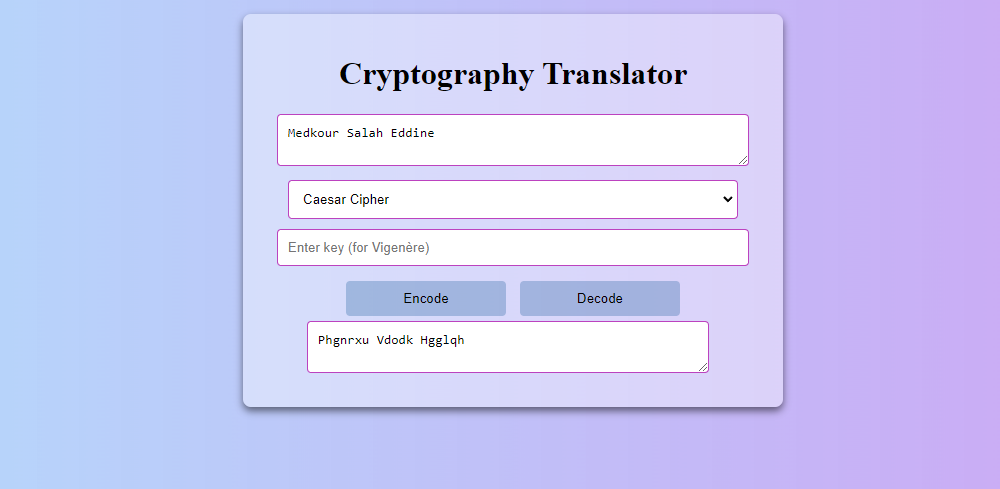 Cryptography Translator
Medkour Salah Eddine
Caesar Cipher
Enter key (for Vigenère)
Encode Decode
Phgnrxu Vdodk Hgglqh